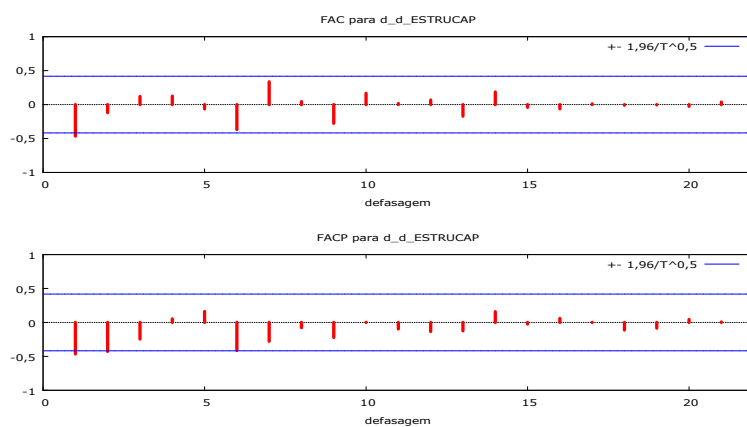 FAC para d_d_ESTRUCAP
1
+- 1,96/T^0,5
0,5
0
-0,5
-1
0 5 10 15 20
defasagem
FACP para d_d_ESTRUCAP
1
+- 1,96/T^0,5
0,5
0
-0,5
-1
0 5 10 15 20
defasagem